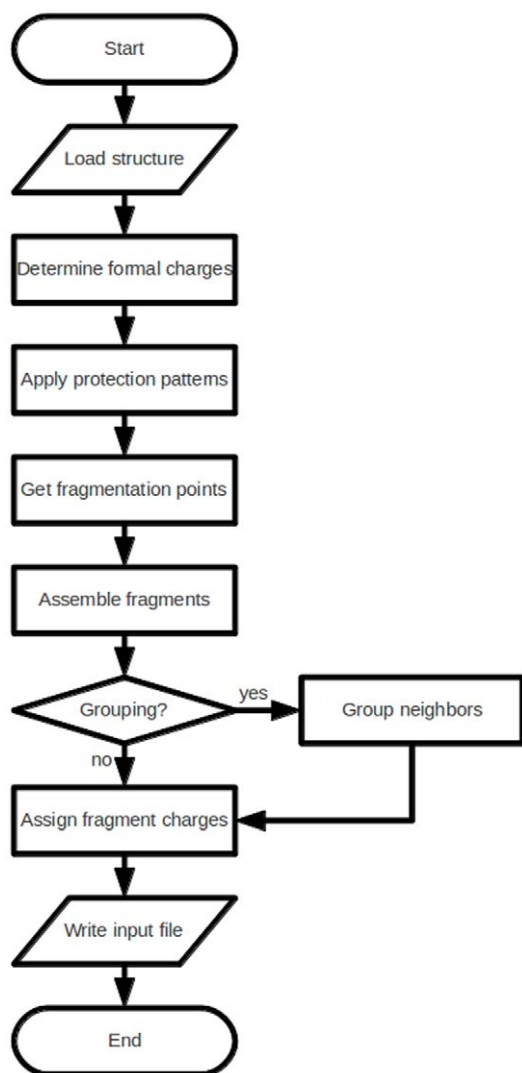 Start
Load structure
Determine formal charges
Apply protection patterns
Get fragmentation points
Assemble fragments
Grouping?
yes
Group neighbors
no
Assign fragment charges
Write input file
End